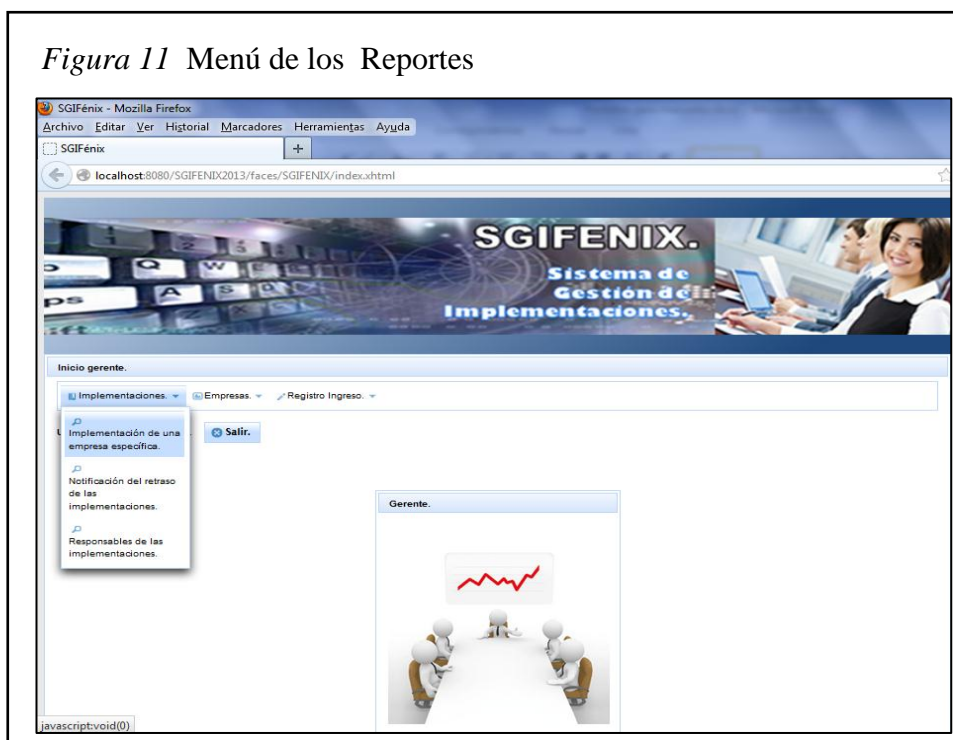 Figura 11 Menú de los Reportes
SGIFénix - Mozilla Firefox
Archivo Editar Ver Historial Marcadores Herramientas Ayuda
SGIFénix
+
localhost:8080/SGIFENIX2013/faces/SGIFENIX/index.xhtml
SGIFENIX.
Sistema de
Gestión de
Implementaciones.
Q W E
A S D
ps
Inicio gerente.
Implementaciones. Empresas. Registro Ingreso.
Implementación de una
empresa específica.
Salir.
Notificación del retraso
de las
implementaciones.
Responsables de las
implementaciones.
Gerente.
javascript:void(0)